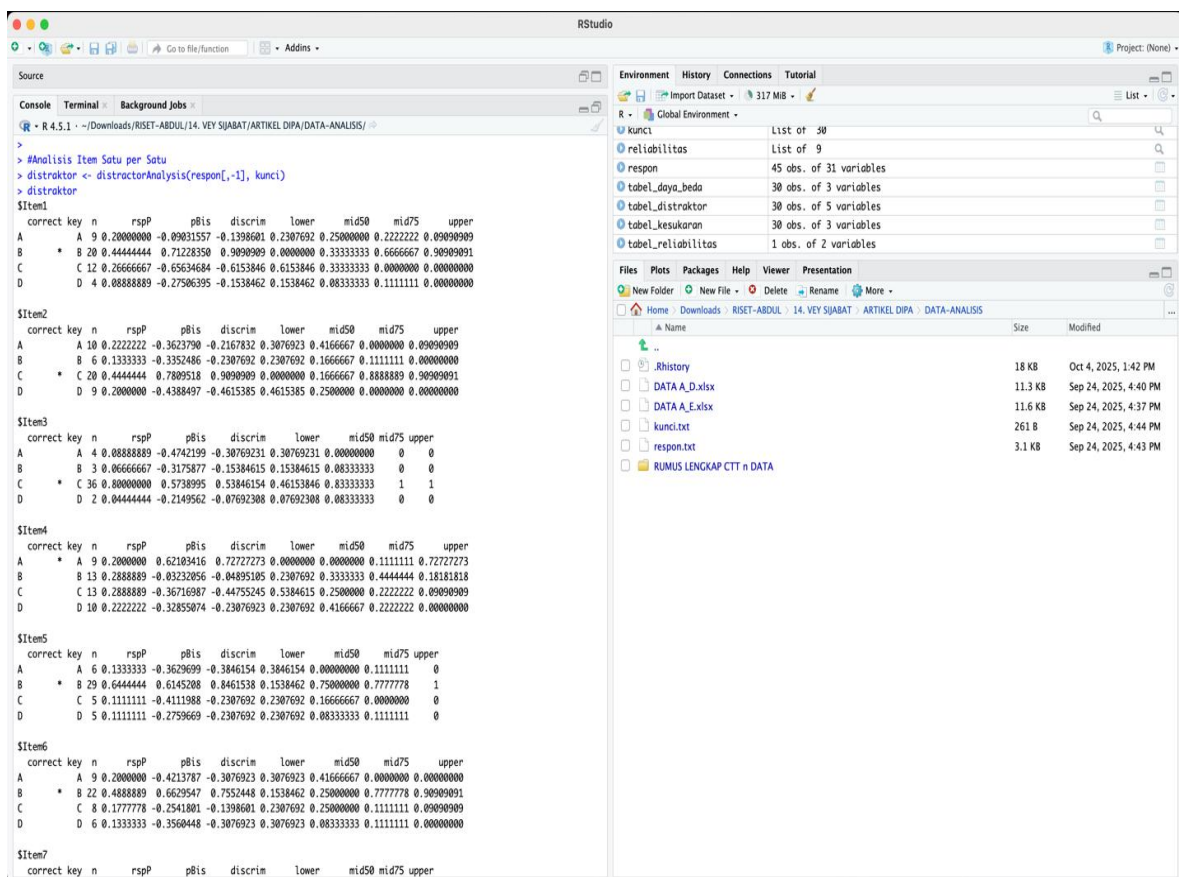 RStudio
Go to file/function
Addins
Project: (None)
Source
Console Terminal Background Jobs
R 4.5.1 · ~/Downloads/RISET-ABDUL/14. VEY SIJABAT/ARTIKEL DIPA/DATA-ANALISIS/
>
> #Analisis Item Satu per Satu
> distraktor <- distractorAnalysis(respon[,-1], kunci)
> distraktor
$Item1
correct key n rspP pBis discrim lower mid50 mid75 upper
A A 9 0.20000000 -0.09031557 -0.1398601 0.2307692 0.25000000 0.2222222 0.09090909
B * B 20 0.44444444 0.71228350 0.9090909 0.0000000 0.33333333 0.6666667 0.90909091
C C 12 0.26666667 -0.65634684 -0.6153846 0.6153846 0.33333333 0.0000000 0.00000000
D D 4 0.08888889 -0.27506395 -0.1538462 0.1538462 0.08333333 0.1111111 0.00000000
$Item2
correct key n rspP pBis discrim lower mid50 mid75 upper
A A 10 0.2222222 -0.3623790 -0.2167832 0.3076923 0.4166667 0.0000000 0.09090909
B B 6 0.1333333 -0.3352486 -0.2307692 0.2307692 0.1666667 0.1111111 0.00000000
C * C 20 0.4444444 0.7809518 0.9090909 0.0000000 0.1666667 0.8888889 0.90909091
D D 9 0.2000000 -0.4388497 -0.4615385 0.4615385 0.2500000 0.0000000 0.00000000
$Item3
correct key n rspP pBis discrim lower mid50 mid75 upper
A A 4 0.08888889 -0.4742199 -0.30769231 0.30769231 0.00000000 0 0
B B 3 0.06666667 -0.3175877 -0.15384615 0.15384615 0.08333333 0 0
C * C 36 0.80000000 0.5738995 0.53846154 0.46153846 0.83333333 1 1
D D 2 0.04444444 -0.2149562 -0.07692308 0.07692308 0.08333333 0 0
$Item4
correct key n rspP pBis discrim lower mid50 mid75 upper
A * A 9 0.2000000 0.62103416 0.72727273 0.0000000 0.0000000 0.1111111 0.72727273
B B 13 0.2888889 -0.03232056 -0.04895105 0.2307692 0.3333333 0.4444444 0.18181818
C C 13 0.2888889 -0.36716987 -0.44755245 0.5384615 0.2500000 0.2222222 0.09090909
D D 10 0.2222222 -0.32855074 -0.23076923 0.2307692 0.4166667 0.2222222 0.00000000
$Item5
correct key n rspP pBis discrim lower mid50 mid75 upper
A A 6 0.1333333 -0.3629699 -0.3846154 0.3846154 0.00000000 0.1111111 0
B * B 29 0.6444444 0.6145208 0.8461538 0.1538462 0.75000000 0.7777778 1
C C 5 0.1111111 -0.4111988 -0.2307692 0.2307692 0.16666667 0.0000000 0
D D 5 0.1111111 -0.2759669 -0.2307692 0.2307692 0.08333333 0.1111111 0
$Item6
correct key n rspP pBis discrim lower mid50 mid75 upper
A A 9 0.2000000 -0.4213787 -0.3076923 0.3076923 0.41666667 0.0000000 0.00000000
B * B 22 0.4888889 0.6629547 0.7552448 0.1538462 0.25000000 0.7777778 0.90909091
C C 8 0.1777778 -0.2541801 -0.1398601 0.2307692 0.25000000 0.1111111 0.09090909
D D 6 0.1333333 -0.3560448 -0.3076923 0.3076923 0.08333333 0.1111111 0.00000000
$Item7
correct key n rspP pBis discrim lower mid50 mid75 upper
Environment History Connections Tutorial
Import Dataset 317 MiB List
R Global Environment
kunci List of 30
reliabilitas List of 9
respon 45 obs. of 31 variables
tabel_daya_beda 30 obs. of 3 variables
tabel_distraktor 30 obs. of 5 variables
tabel_kesukaran 30 obs. of 3 variables
tabel_reliabilitas 1 obs. of 2 variables
Files Plots Packages Help Viewer Presentation
New Folder New File Delete Rename More
Home Downloads RISET-ABDUL 14. VEY SIJABAT ARTIKEL DIPA DATA-ANALISIS ...
Name Size Modified
..
.Rhistory 18 KB Oct 4, 2025, 1:42 PM
DATA A_D.xlsx 11.3 KB Sep 24, 2025, 4:40 PM
DATA A_E.xlsx 11.6 KB Sep 24, 2025, 4:37 PM
kunci.txt 261 B Sep 24, 2025, 4:44 PM
respon.txt 3.1 KB Sep 24, 2025, 4:43 PM
RUMUS LENGKAP CTT n DATA